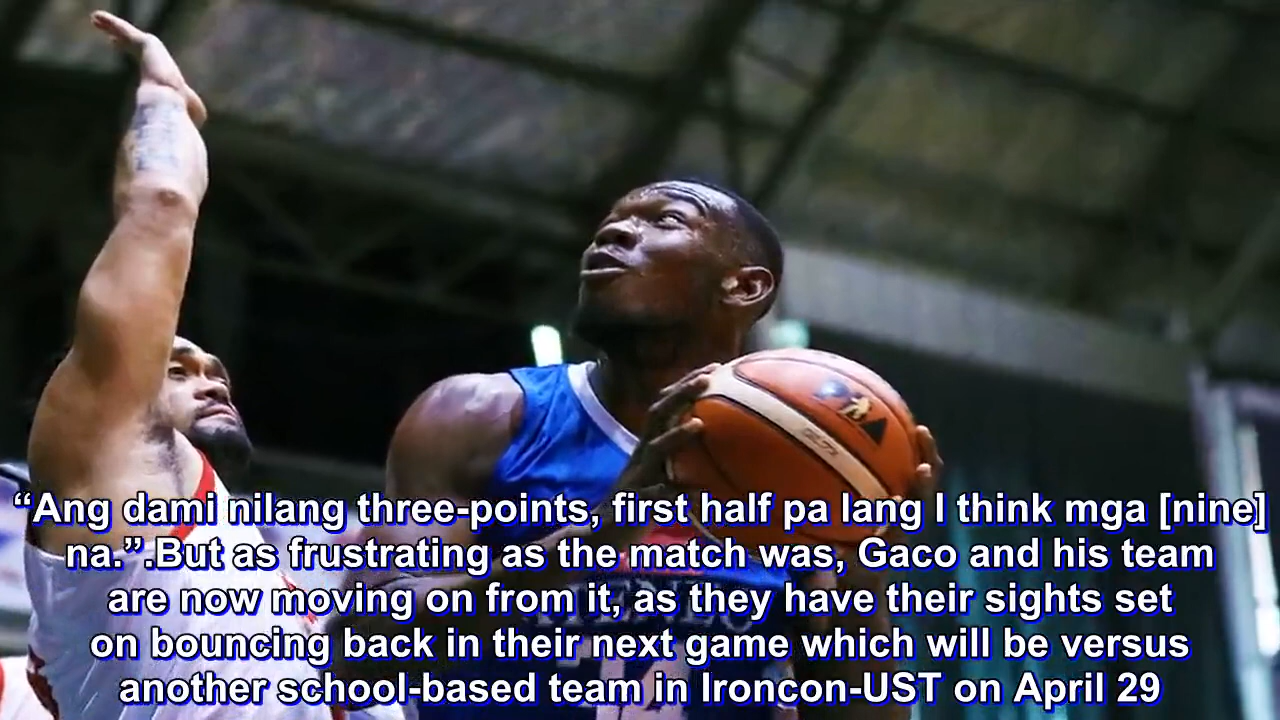 “Ang dami nilang three-points, first half pa lang I think mga [nine]
na.”.But as frustrating as the match was, Gaco and his team
are now moving on from it, as they have their sights set
on bouncing back in their next game which will be versus
another school-based team in Ironcon-UST on April 29